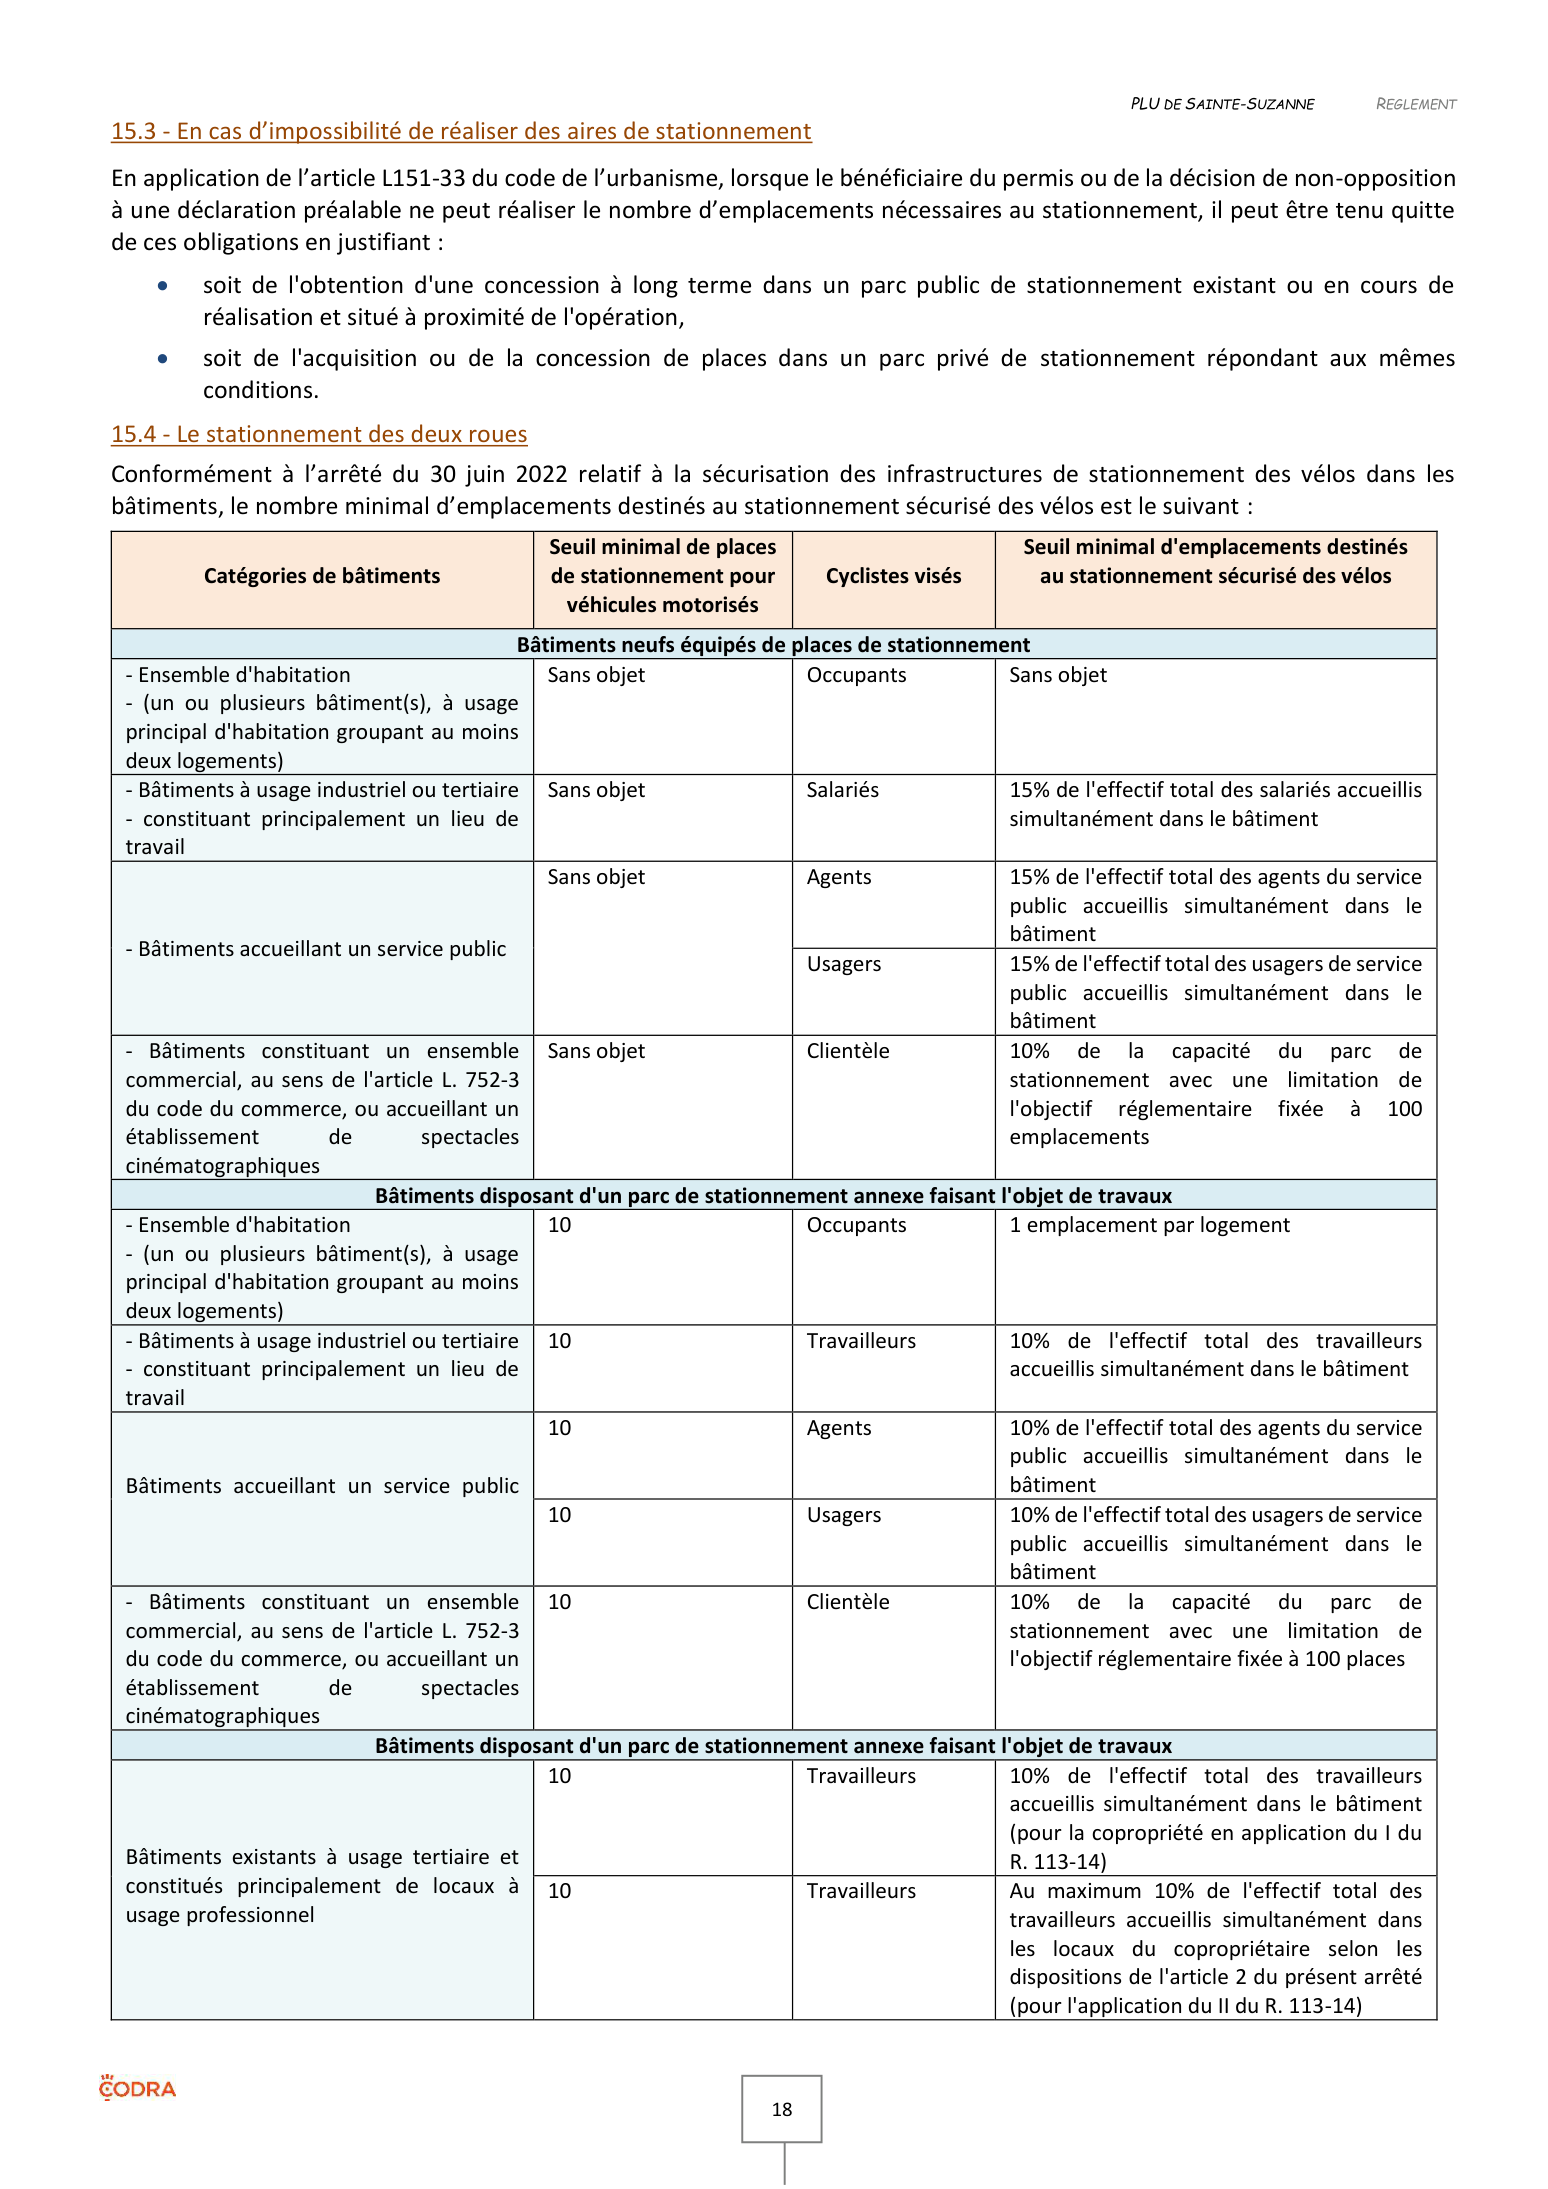 PLU DE SAINTE-SUZANNE REGLEMENT
15.3 - En cas d’impossibilité de réaliser des aires de stationnement
En application de l’article L151-33 du code de l’urbanisme, lorsque le bénéficiaire du permis ou de la décision de non-opposition
à une déclaration préalable ne peut réaliser le nombre d’emplacements nécessaires au stationnement, il peut être tenu quitte
de ces obligations en justifiant :
• soit de l'obtention d'une concession à long terme dans un parc public de stationnement existant ou en cours de
réalisation et situé à proximité de l'opération,
• soit de l'acquisition ou de la concession de places dans un parc privé de stationnement répondant aux mêmes
conditions.
15.4 - Le stationnement des deux roues
Conformément à l’arrêté du 30 juin 2022 relatif à la sécurisation des infrastructures de stationnement des vélos dans les
bâtiments, le nombre minimal d’emplacements destinés au stationnement sécurisé des vélos est le suivant :
Catégories de bâtiments
Seuil minimal de places
de stationnement pour
véhicules motorisés
Cyclistes visés
Seuil minimal d'emplacements destinés
au stationnement sécurisé des vélos
Bâtiments neufs équipés de places de stationnement
- Ensemble d'habitation
- (un ou plusieurs bâtiment(s), à usage
principal d'habitation groupant au moins
deux logements)
Sans objet
Occupants
Sans objet
- Bâtiments à usage industriel ou tertiaire
- constituant principalement un lieu de
travail
Sans objet
Salariés
15% de l'effectif total des salariés accueillis
simultanément dans le bâtiment
- Bâtiments accueillant un service public
Sans objet
Agents
15% de l'effectif total des agents du service
public accueillis simultanément dans le
bâtiment
Usagers
15% de l'effectif total des usagers de service
public accueillis simultanément dans le
bâtiment
- Bâtiments constituant un ensemble
commercial, au sens de l'article L. 752-3
du code du commerce, ou accueillant un
établissement de spectacles
cinématographiques
Sans objet
Clientèle
10% de la capacité du parc de
stationnement avec une limitation de
l'objectif réglementaire fixée à 100
emplacements
Bâtiments disposant d'un parc de stationnement annexe faisant l'objet de travaux
- Ensemble d'habitation
- (un ou plusieurs bâtiment(s), à usage
principal d'habitation groupant au moins
deux logements)
10
Occupants
1 emplacement par logement
- Bâtiments à usage industriel ou tertiaire
- constituant principalement un lieu de
travail
10
Travailleurs
10% de l'effectif total des travailleurs
accueillis simultanément dans le bâtiment
Bâtiments accueillant un service public
10
Agents
10% de l'effectif total des agents du service
public accueillis simultanément dans le
bâtiment
10
Usagers
10% de l'effectif total des usagers de service
public accueillis simultanément dans le
bâtiment
- Bâtiments constituant un ensemble
commercial, au sens de l'article L. 752-3
du code du commerce, ou accueillant un
établissement de spectacles
cinématographiques
10
Clientèle
10% de la capacité du parc de
stationnement avec une limitation de
l'objectif réglementaire fixée à 100 places
Bâtiments disposant d'un parc de stationnement annexe faisant l'objet de travaux
Bâtiments existants à usage tertiaire et
constitués principalement de locaux à
usage professionnel
10
Travailleurs
10% de l'effectif total des travailleurs
accueillis simultanément dans le bâtiment
(pour la copropriété en application du I du
R. 113-14)
10
Travailleurs
Au maximum 10% de l'effectif total des
travailleurs accueillis simultanément dans
les locaux du copropriétaire selon les
dispositions de l'article 2 du présent arrêté
(pour l'application du II du R. 113-14)
CODRA
18